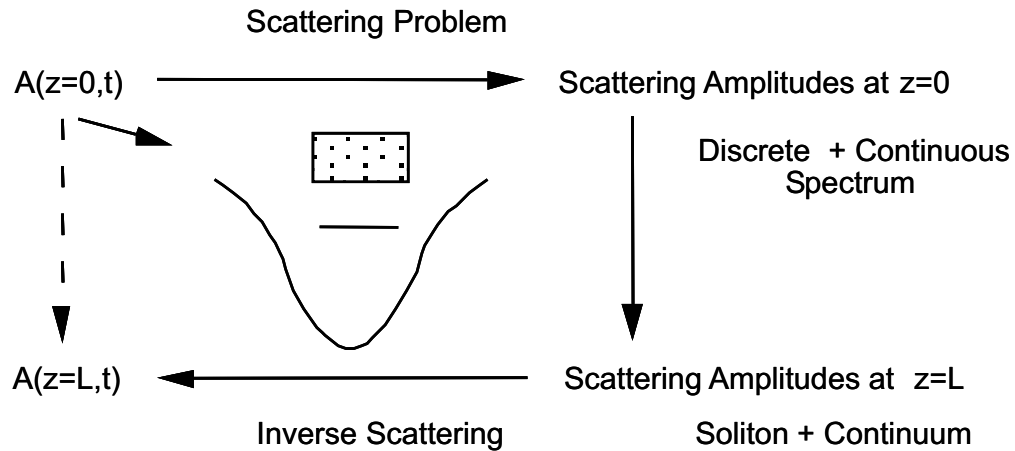 Scattering Problem
A(z=0,t)
Scattering Amplitudes at z=0
Discrete + Continuous
Spectrum
A(z=L,t)
Scattering Amplitudes at z=L
Inverse Scattering
Soliton + Continuum